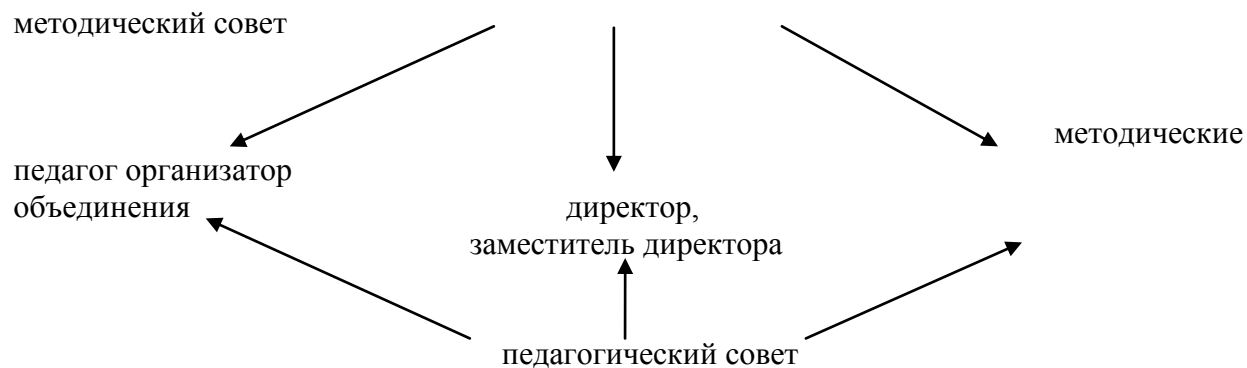 методический совет
методические
педагог организатор
объединения
директор,
заместитель директора
педагогический совет